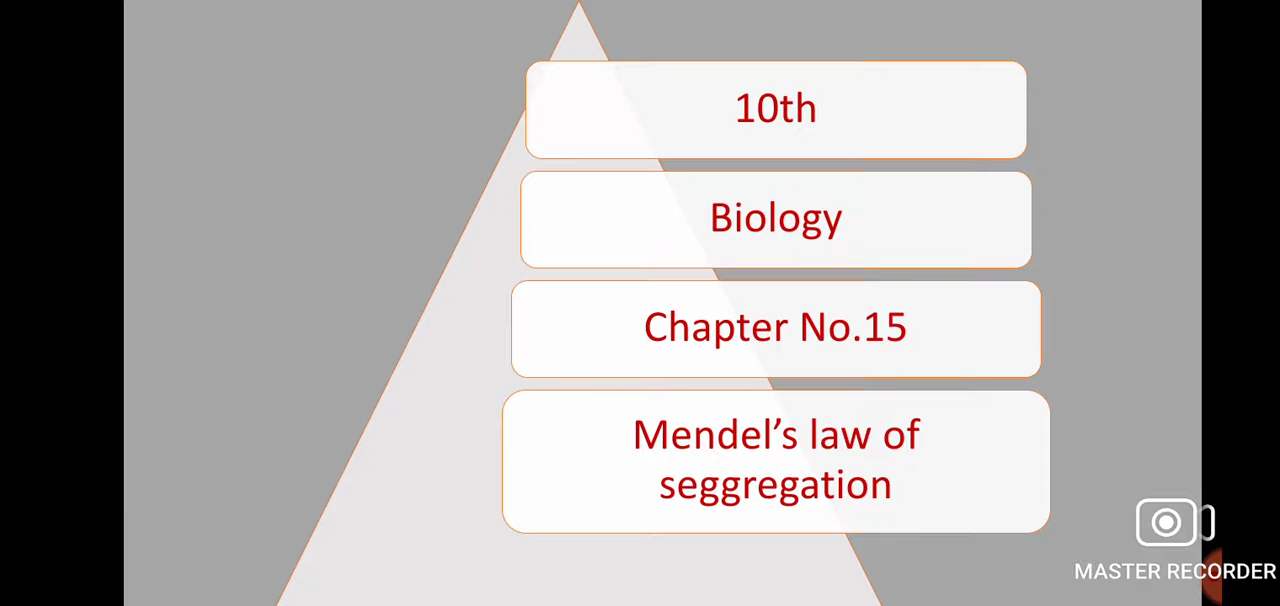 10th
Biology
Chapter No.15
Mendel’s law of
seggregation
MASTER RECORDER